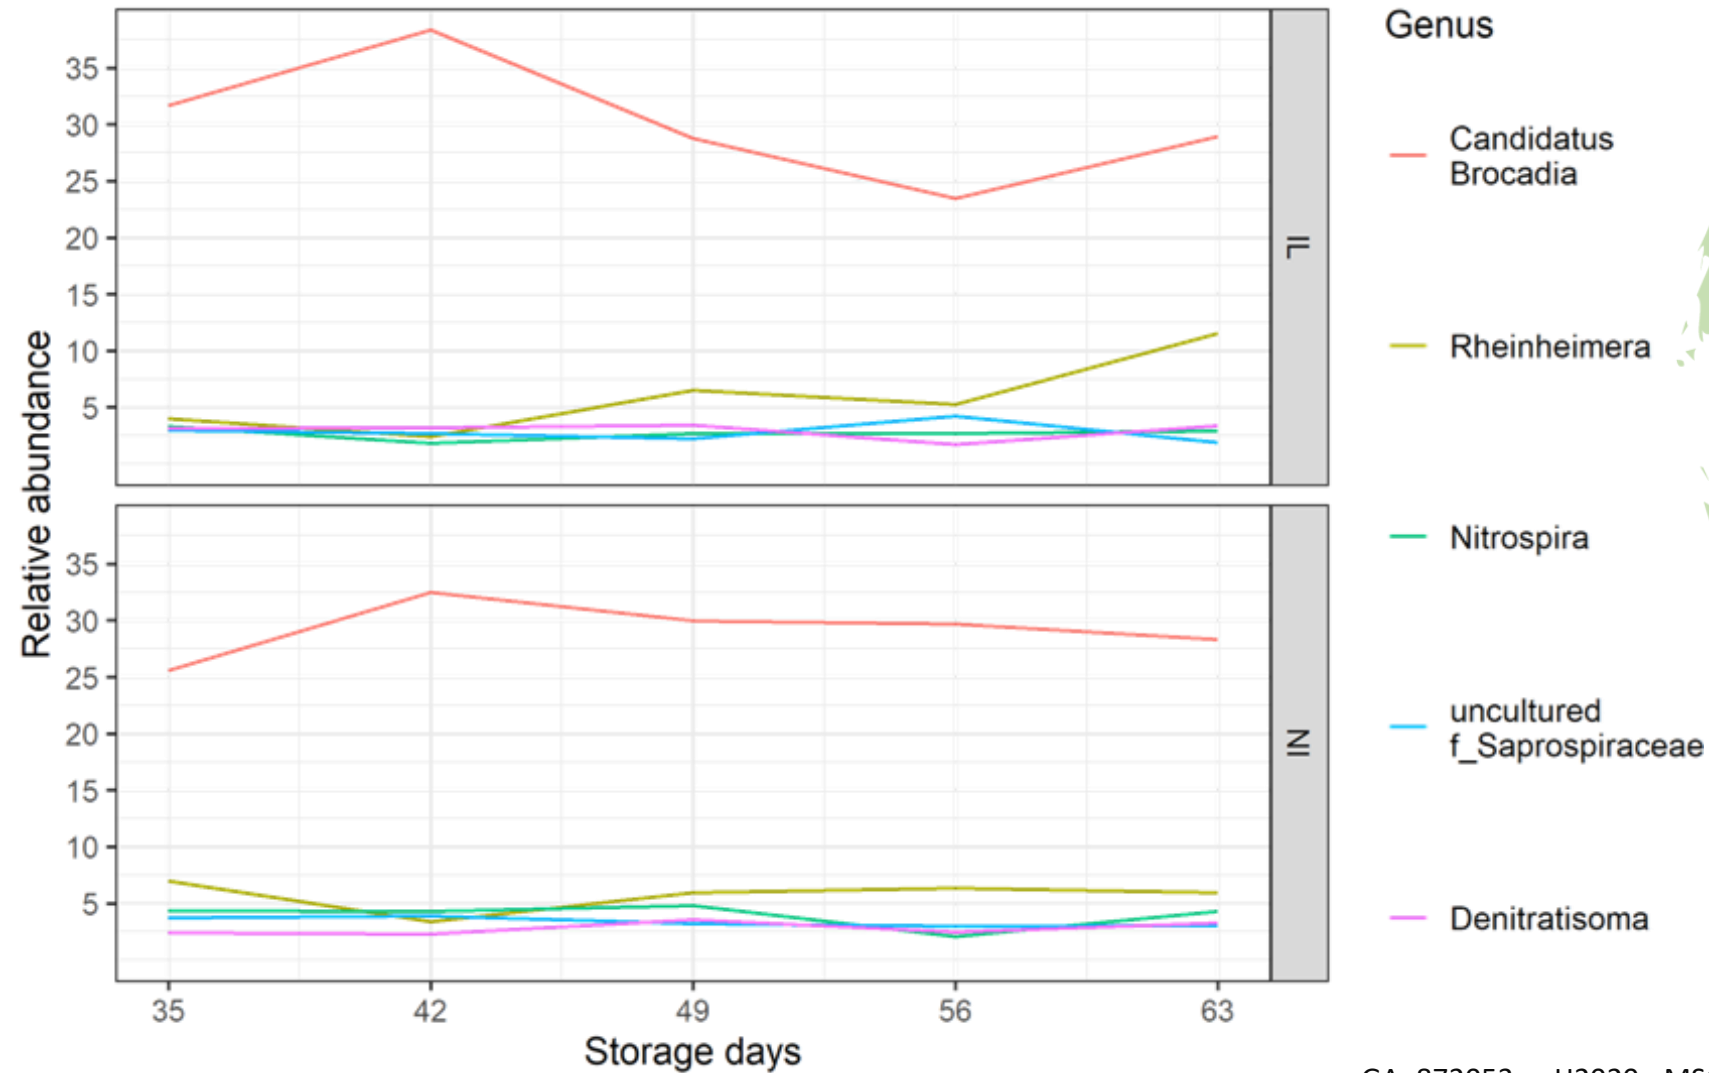 Genus
35
30
25
20
15
10
5
IL
Candidatus
Brocadia
Rheinheimera
Relative abundance
35
30
25
20
15
10
5
NI
Nitrospira
uncultured
f_Saprospiraceae
Denitratisoma
35 42 49 56 63
Storage days